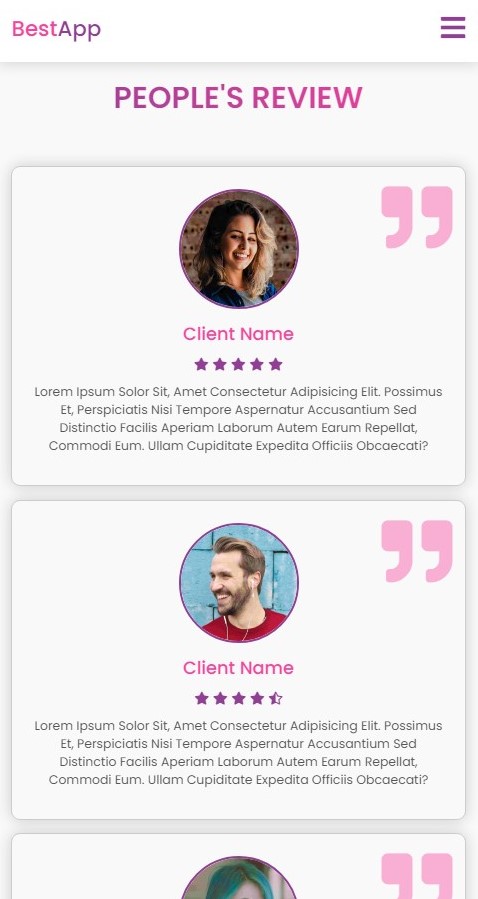 BestApp
PEOPLE'S REVIEW
Client Name
Lorem Ipsum Solor Sit, Amet Consectetur Adipisicing Elit. Possimus
Et, Perspiciatis Nisi Tempore Aspernatur Accusantium Sed
Distinctio Facilis Aperiam Laborum Autem Earum Repellat,
Commodi Eum. Ullam Cupiditate Expedita Officiis Obcaecati?
Client Name
Lorem Ipsum Solor Sit, Amet Consectetur Adipisicing Elit. Possimus
Et, Perspiciatis Nisi Tempore Aspernatur Accusantium Sed
Distinctio Facilis Aperiam Laborum Autem Earum Repellat,
Commodi Eum. Ullam Cupiditate Expedita Officiis Obcaecati?